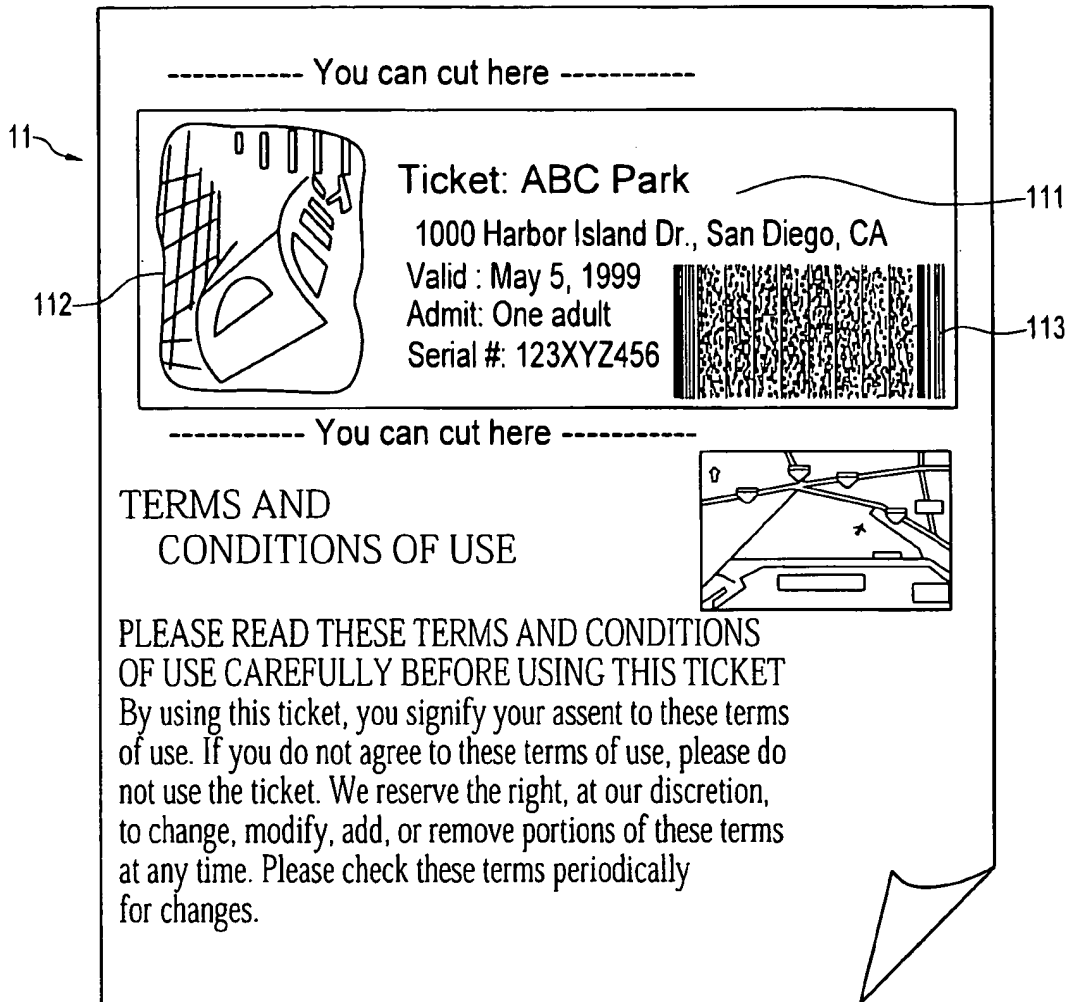 ----------- You can cut here -----------
11
Ticket: ABC Park
111
1000 Harbor Island Dr., San Diego, CA
Valid : May 5, 1999
112
Admit: One adult
113
Serial #: 123XYZ456
----------- You can cut here -----------
TERMS AND
CONDITIONS OF USE
PLEASE READ THESE TERMS AND CONDITIONS
OF USE CAREFULLY BEFORE USING THIS TICKET
By using this ticket, you signify your assent to these terms
of use. If you do not agree to these terms of use, please do
not use the ticket. We reserve the right, at our discretion,
to change, modify, add, or remove portions of these terms
at any time. Please check these terms periodically
for changes.